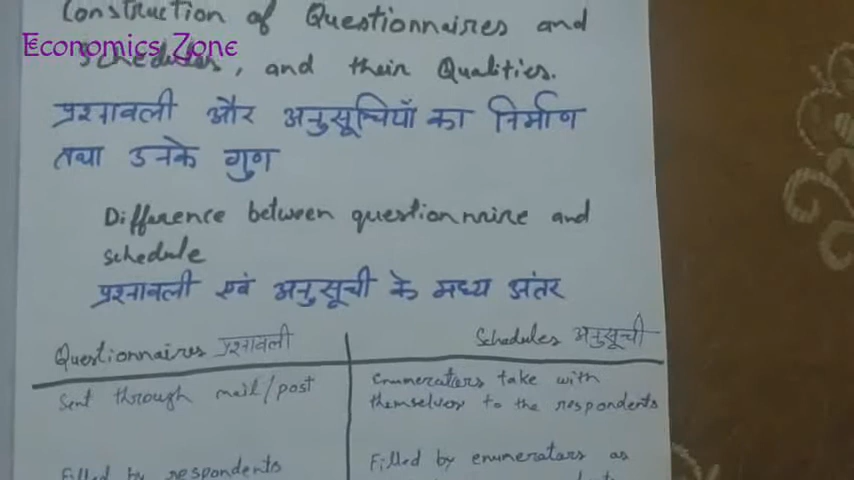 Construction of Questionnaires and
Economics Zone
Schedules, and their Qualities.
प्रश्नावली और अनुसूचियाँ का निर्माण
तथा उनके गुण
Difference between questionnaire and
schedule
प्रश्नावली एवं अनुसूची के मध्य अंतर
Questionnaires प्रश्नावली
Schedules अनुसूची
Sent through mail/post
enumerators take with
themselves to the respondents
Filled by respondents
Filled by enumerators as